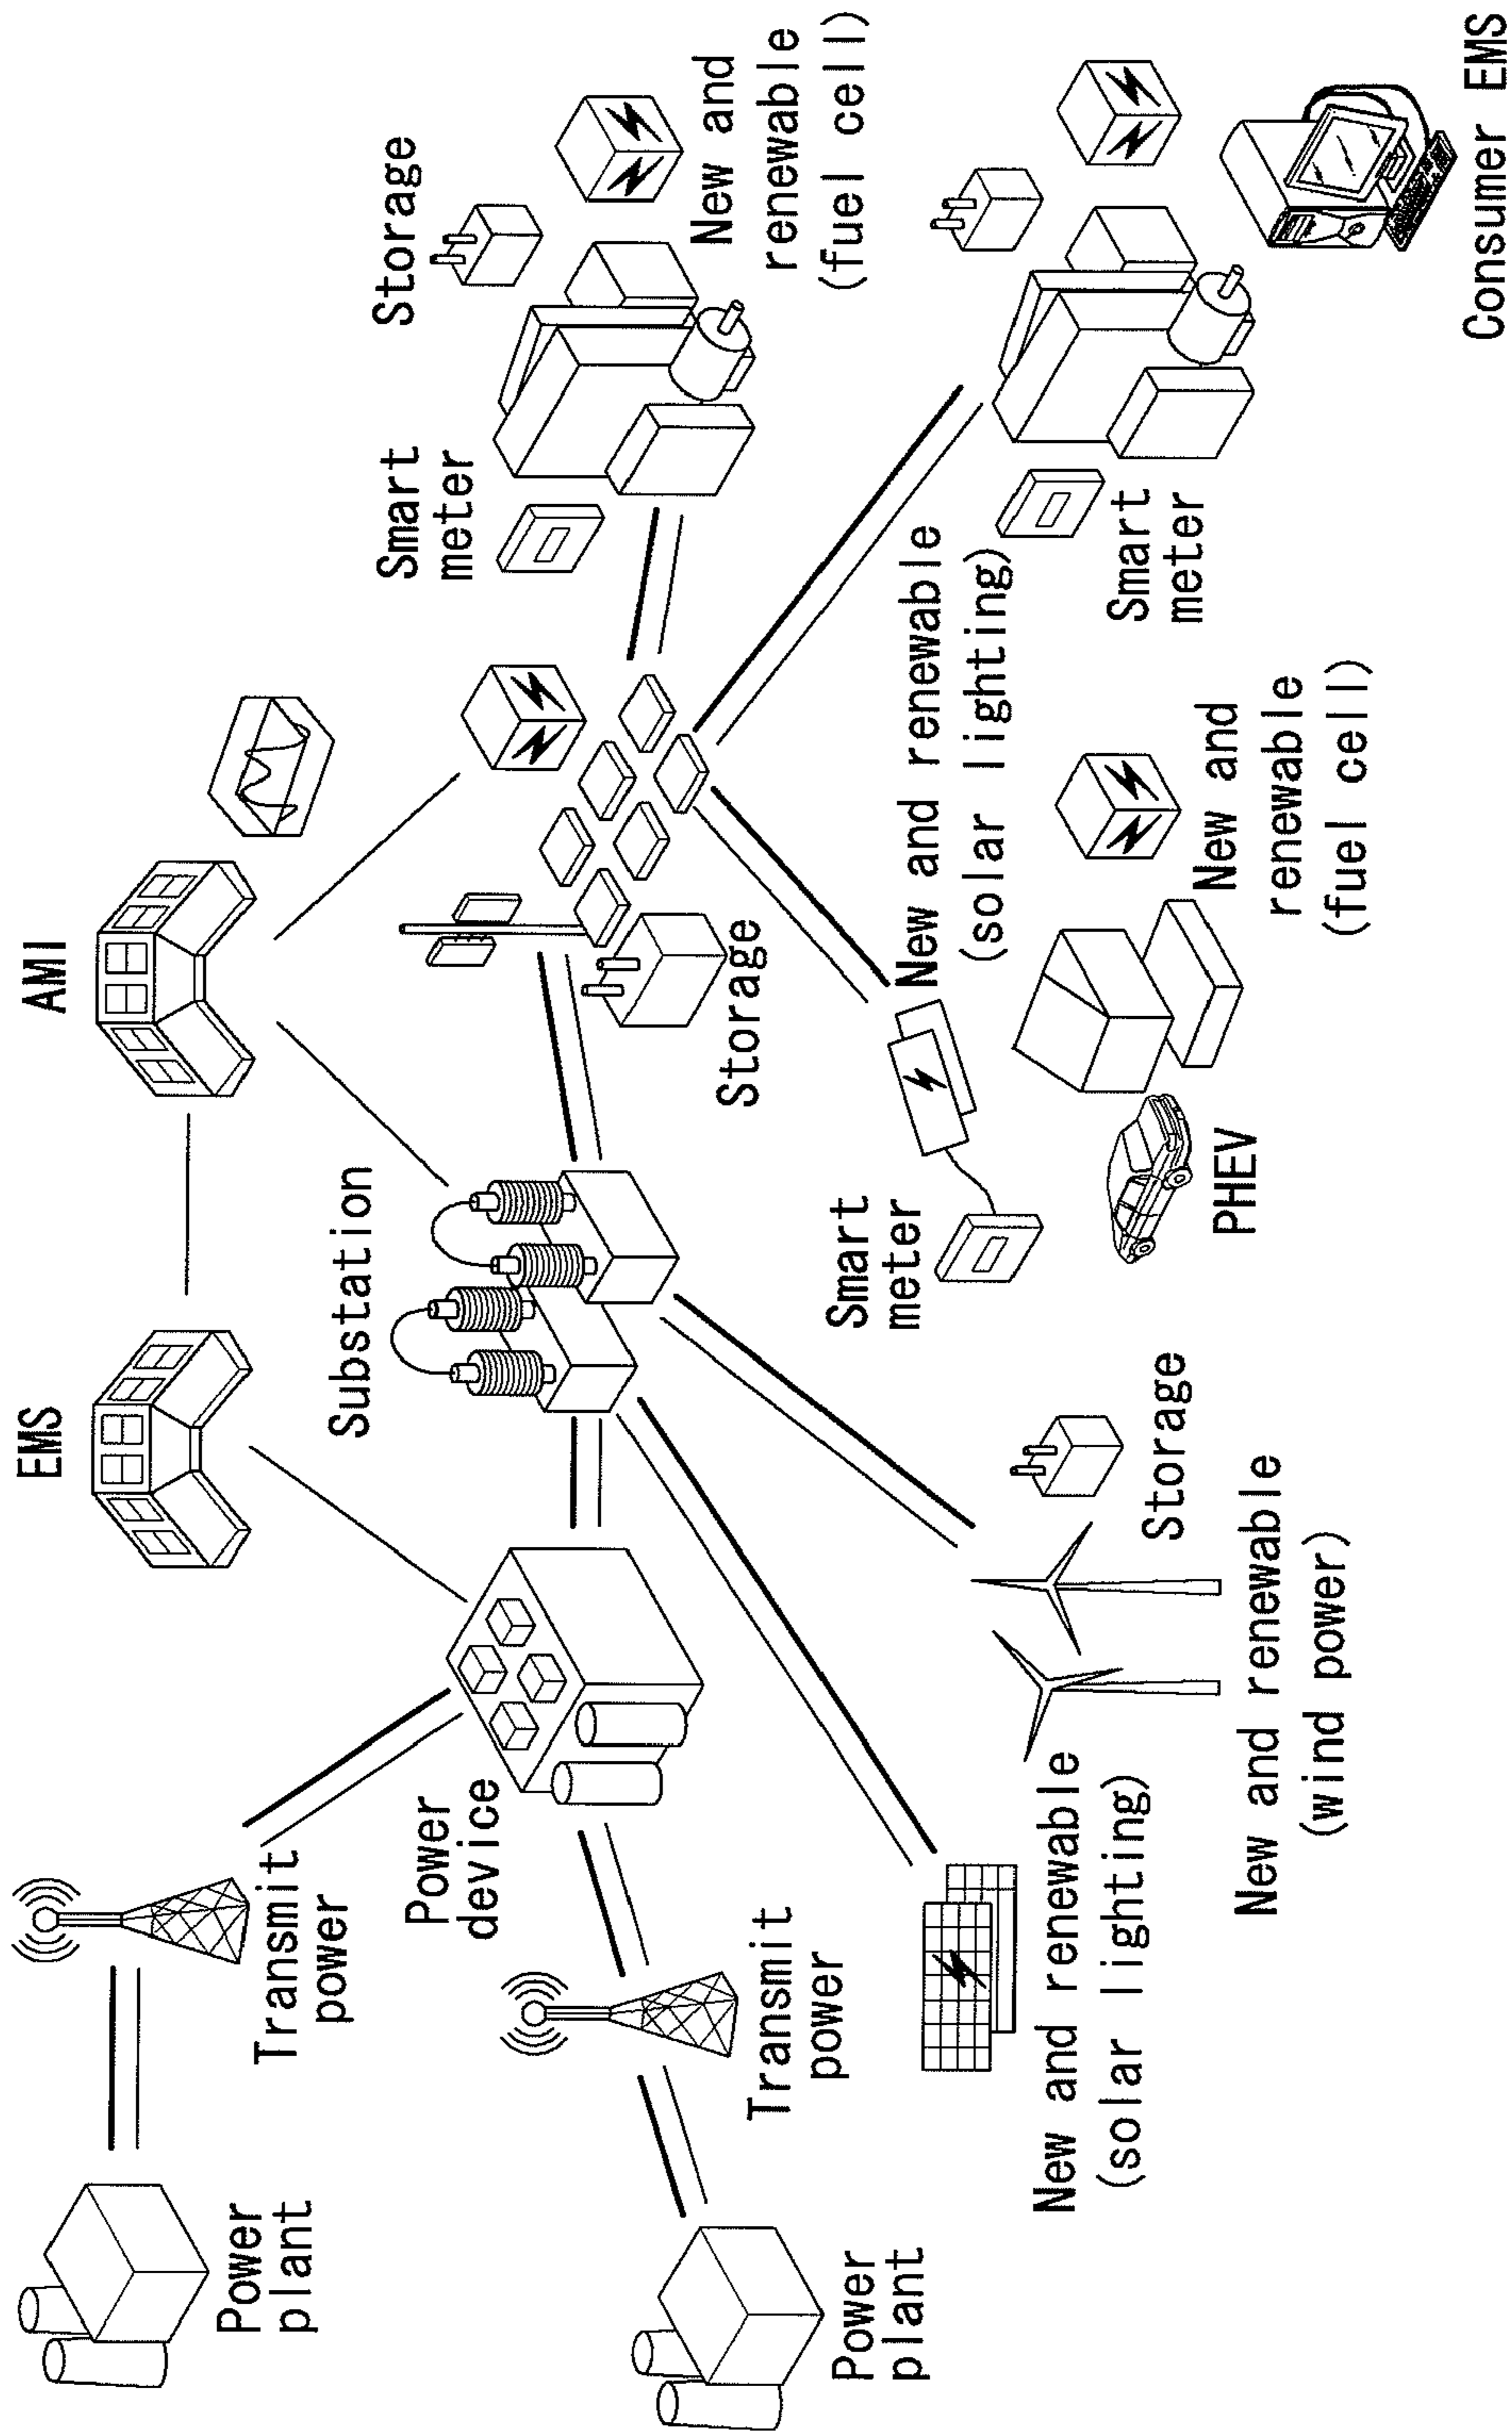 EMS
AMI
Power
plant
Transmit
power
Power
device
Substation
Smart
meter
Storage
New and
renewable
(fuel cell)
Power
plant
Transmit
power
Storage
New and renewable
(solar lighting)
New and renewable
(wind power)
Storage
Smart
meter
New and renewable
(solar lighting)
PHEV
New and
renewable
(fuel cell)
Smart
meter
Consumer EMS